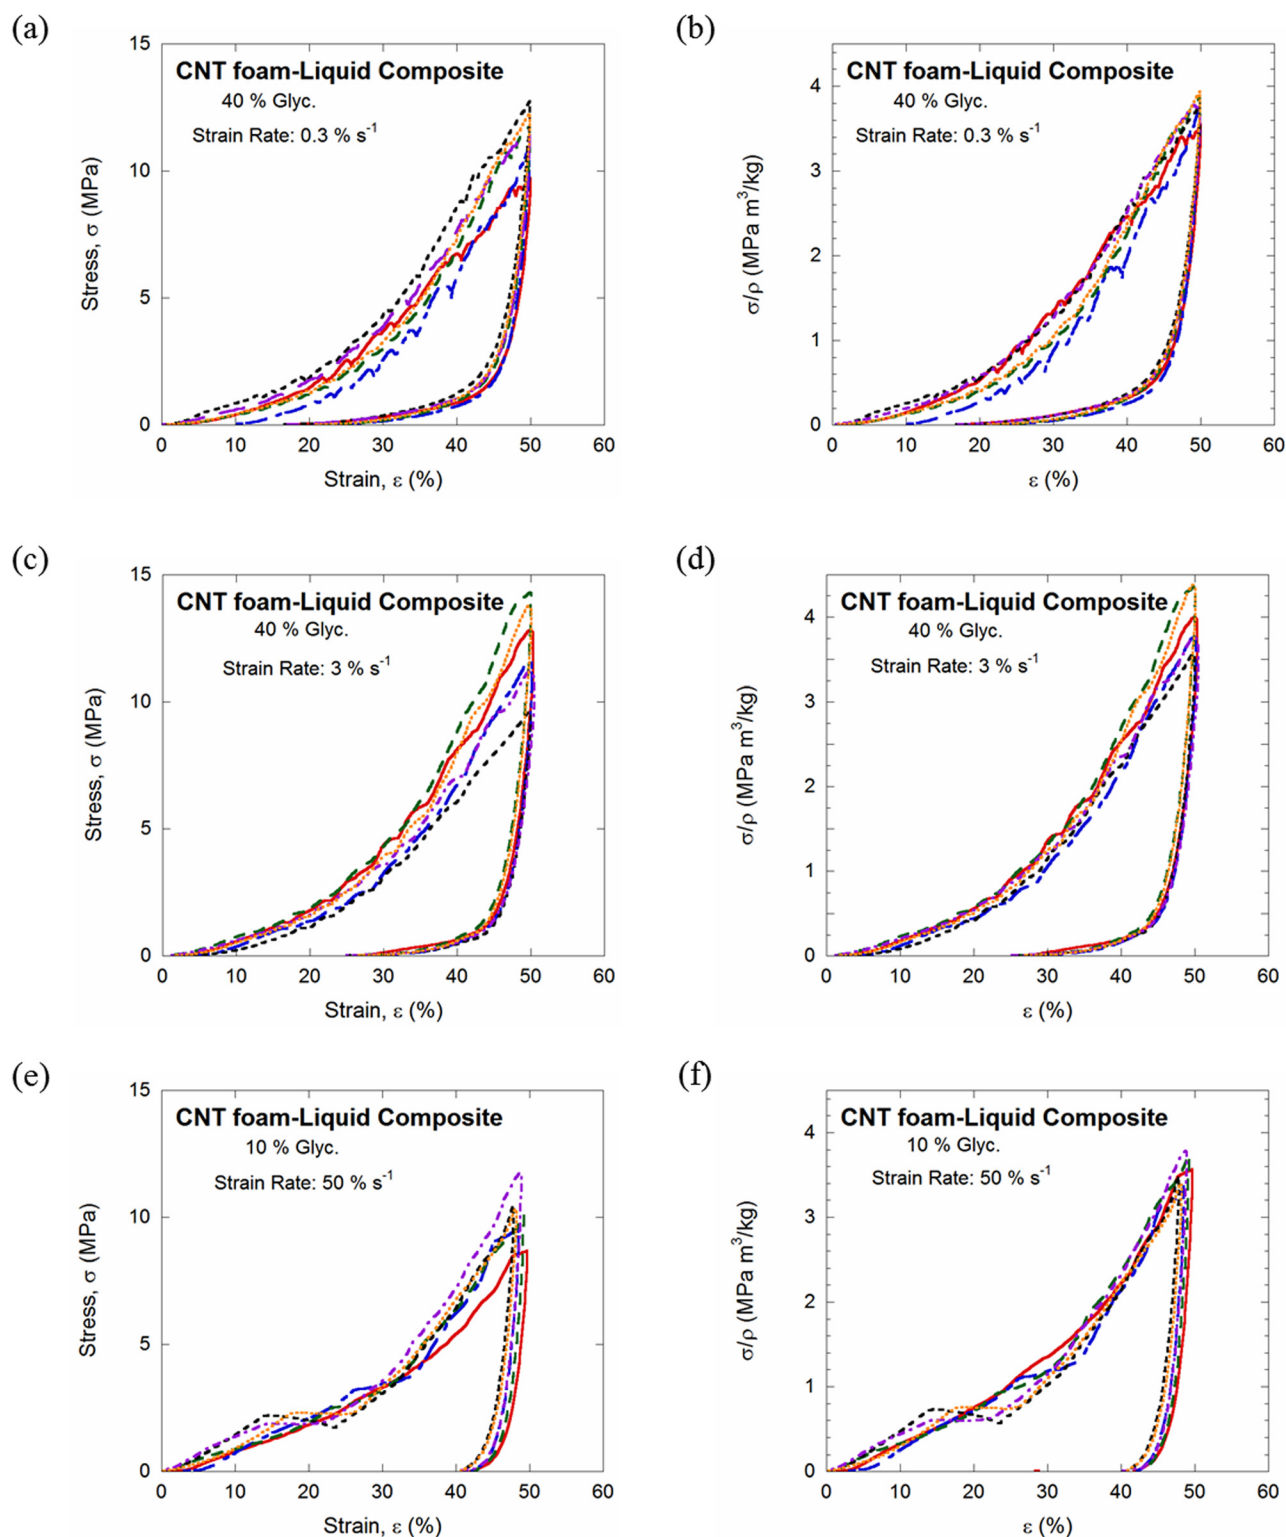 (a)
15
10
5
0
Stress, σ (MPa)
CNT foam-Liquid Composite
40 % Glyc.
Strain Rate: 0.3 % s⁻¹
0 10 20 30 40 50 60
Strain, ε (%)
(b)
4
3
2
1
0
σ/ρ (MPa m³/kg)
CNT foam-Liquid Composite
40 % Glyc.
Strain Rate: 0.3 % s⁻¹
0 10 20 30 40 50 60
ε (%)
(c)
15
10
5
0
Stress, σ (MPa)
CNT foam-Liquid Composite
40 % Glyc.
Strain Rate: 3 % s⁻¹
0 10 20 30 40 50 60
Strain, ε (%)
(d)
4
3
2
1
0
σ/ρ (MPa m³/kg)
CNT foam-Liquid Composite
40 % Glyc.
Strain Rate: 3 % s⁻¹
0 10 20 30 40 50 60
ε (%)
(e)
15
10
5
0
Stress, σ (MPa)
CNT foam-Liquid Composite
10 % Glyc.
Strain Rate: 50 % s⁻¹
0 10 20 30 40 50 60
Strain, ε (%)
(f)
4
3
2
1
0
σ/ρ (MPa m³/kg)
CNT foam-Liquid Composite
10 % Glyc.
Strain Rate: 50 % s⁻¹
0 10 20 30 40 50 60
ε (%)